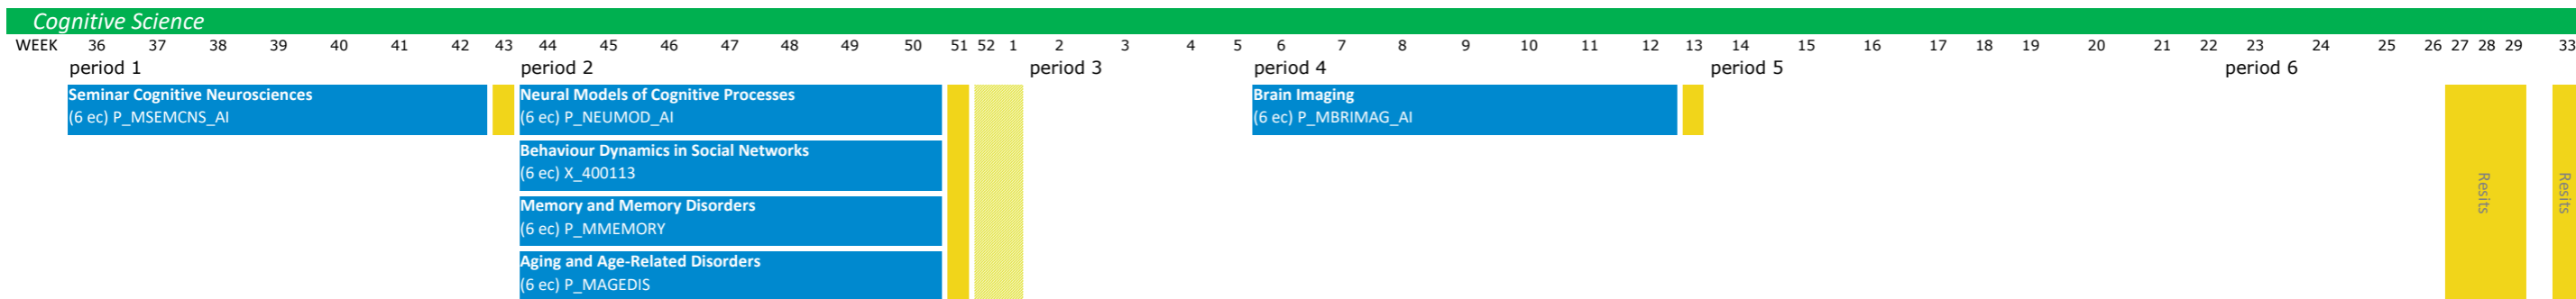 Cognitive Science
WEEK 36 37 38 39 40 41 42 43 44 45 46 47 48 49 50 51 52 1 2 3 4 5 6 7 8 9 10 11 12 13 14 15 16 17 18 19 20 21 22 23 24 25 26 27 28 29 33
period 1 period 2 period 3 period 4 period 5 period 6
Seminar Cognitive Neurosciences
(6 ec) P_MSEMCNS_AI
Neural Models of Cognitive Processes
(6 ec) P_NEUMOD_AI
Brain Imaging
(6 ec) P_MBRIMAG_AI
Behaviour Dynamics in Social Networks
(6 ec) X_400113
Memory and Memory Disorders
(6 ec) P_MMEMORY
Aging and Age-Related Disorders
(6 ec) P_MAGEDIS
Resits
Resits